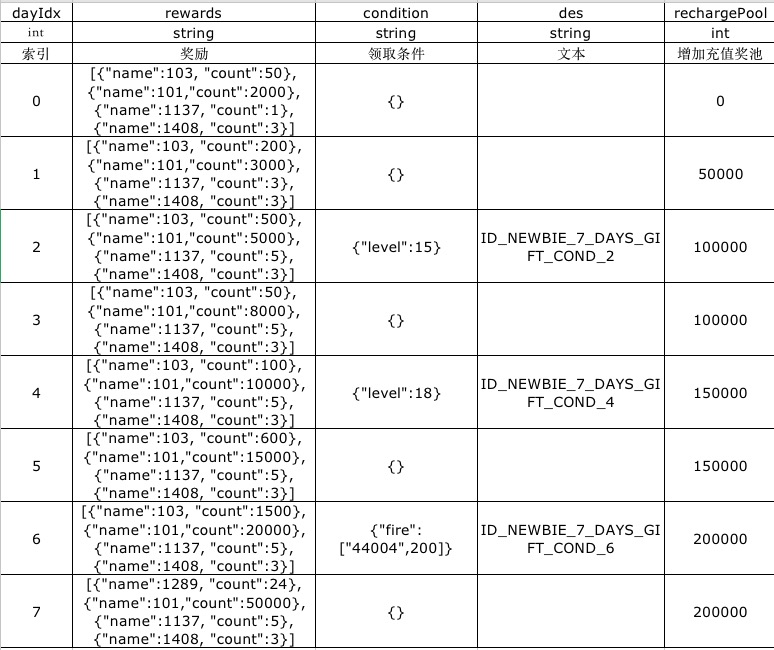 dayIdx rewards condition des rechargePool
int string string string int
索引 奖励 领取条件 文本 增加充值奖池
[{"name":103, "count":50},
{"name":101,"count":2000},
0 {} 0
{"name":1137, "count":1},
{"name":1408, "count":3}]
[{"name":103, "count":200},
{"name":101,"count":3000},
1 {} 50000
{"name":1137, "count":3},
{"name":1408, "count":3}]
[{"name":103, "count":500},
{"name":101,"count":5000},
2 {"level":15} ID_NEWBIE_7_DAYS_GI
FT_COND_2 100000
{"name":1137, "count":5},
{"name":1408, "count":3}]
[{"name":103, "count":50},
{"name":101,"count":8000},
3 {} 100000
{"name":1137, "count":5},
{"name":1408, "count":3}]
[{"name":103, "count":100},
{"name":101,"count":10000},
4 {"level":18} ID_NEWBIE_7_DAYS_GI
FT_COND_4 150000
{"name":1137, "count":5},
{"name":1408, "count":3}]
[{"name":103, "count":600},
{"name":101,"count":15000},
5 {} 150000
{"name":1137, "count":5},
{"name":1408, "count":3}]
[{"name":103, "count":1500},
{"name":101,"count":20000},
6 {"fire":
["44004",200]} ID_NEWBIE_7_DAYS_GI
FT_COND_6 200000
{"name":1137, "count":5},
{"name":1408, "count":3}]
[{"name":1289, "count":24},
{"name":101,"count":50000},
7 {} 200000
{"name":1137, "count":5},
{"name":1408, "count":3}]